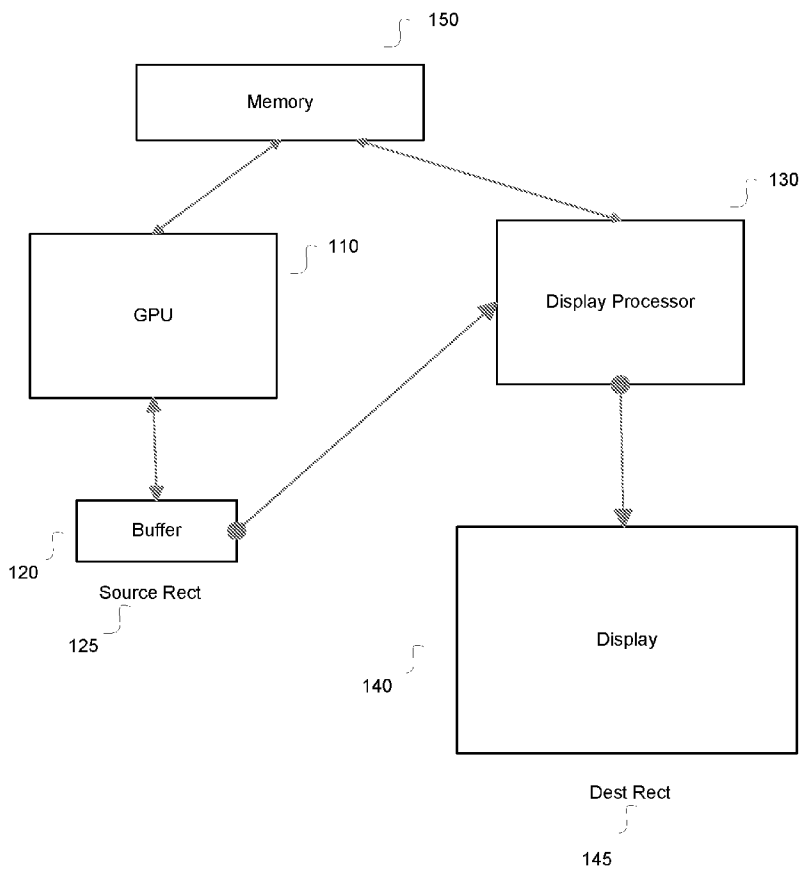 150
Memory
130
110
GPU
Display Processor
Buffer
120
Source Rect
125
Display
140
Dest Rect
145